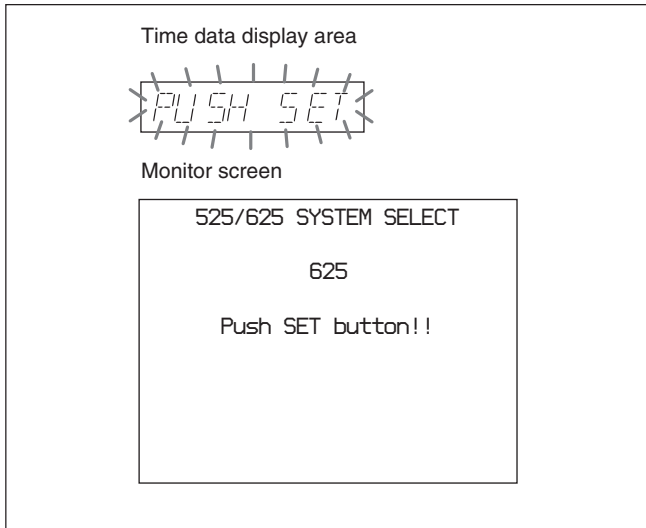 Time data display area
PUSH SET
Monitor screen
525/625 SYSTEM SELECT
625
Push SET button!!